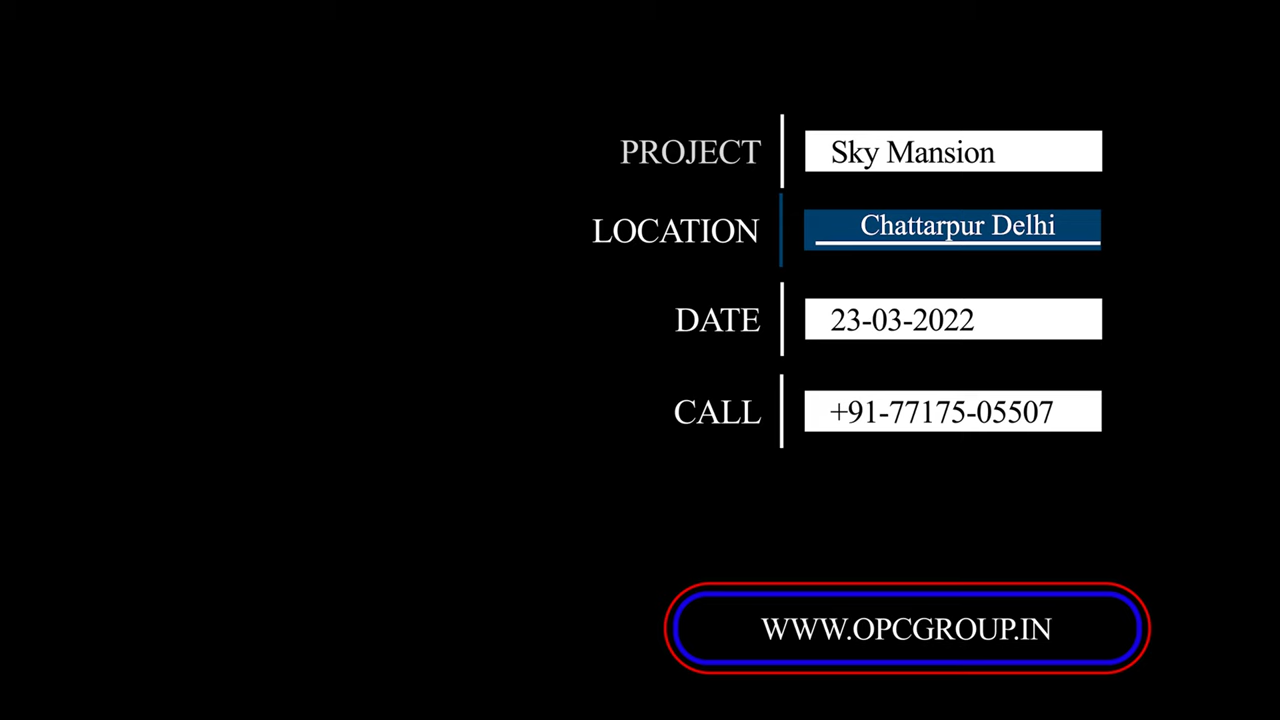 PROJECT Sky Mansion
LOCATION Chattarpur Delhi
DATE 23-03-2022
CALL +91-77175-05507
WWW.OPCGROUP.IN